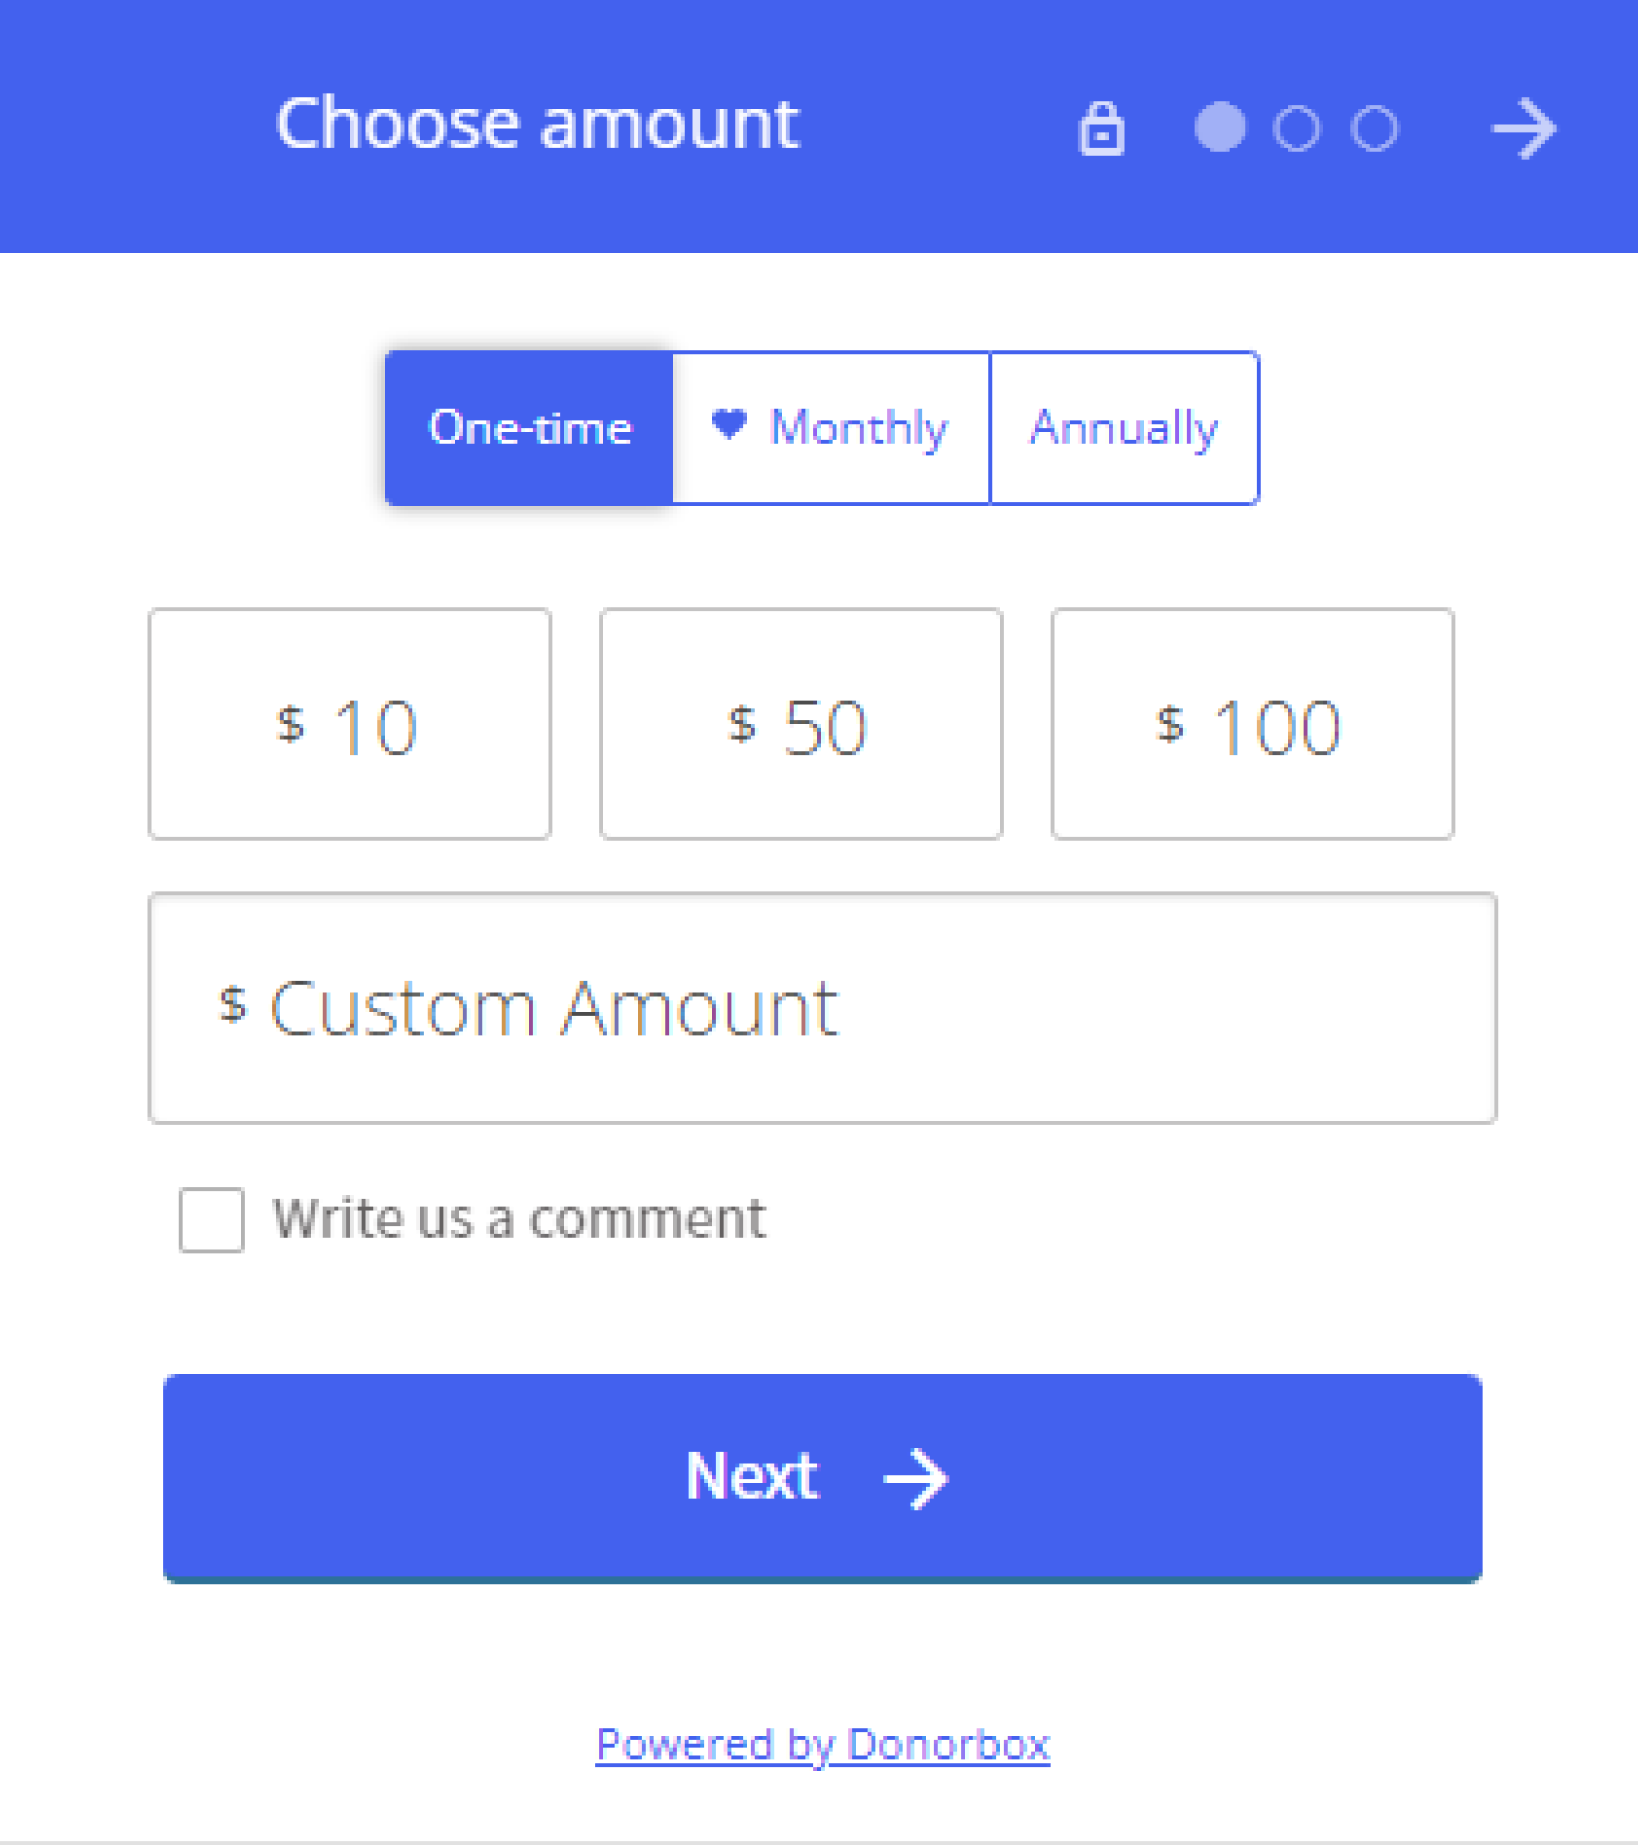 Choose amount
One-time Monthly Annually
$ 10 $ 50 $ 100
$ Custom Amount
Write us a comment
Next
Powered by Donorbox